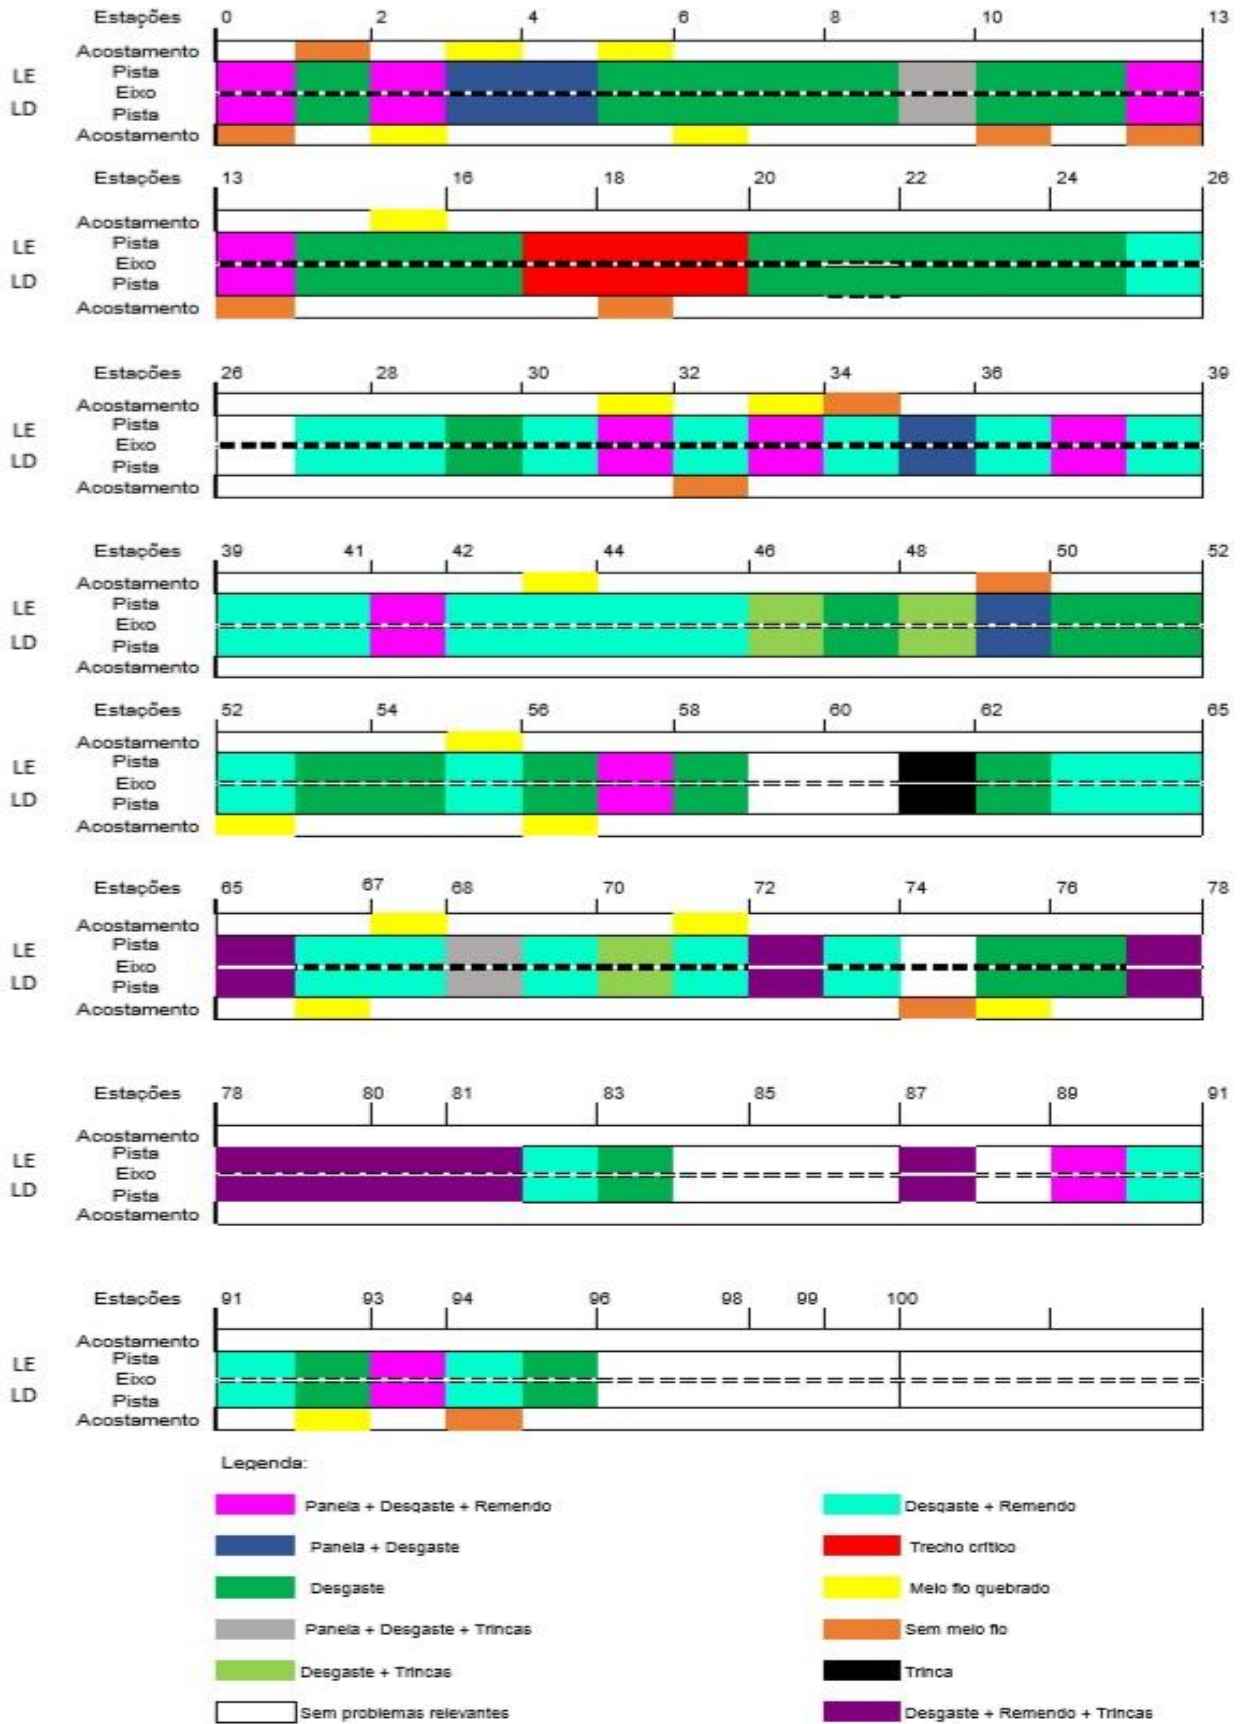 Estações 0 2 4 6 8 10 13
Acostamento
LE Pista
Eixo
LD Pista
Acostamento
Estações 13 16 18 20 22 24 26
Acostamento
LE Pista
Eixo
LD Pista
Acostamento
Estações 26 28 30 32 34 36 39
Acostamento
LE Pista
Eixo
LD Pista
Acostamento
Estações 39 41 42 44 46 48 50 52
Acostamento
LE Pista
Eixo
LD Pista
Acostamento
Estações 52 54 56 58 60 62 65
Acostamento
LE Pista
Eixo
LD Pista
Acostamento
Estações 65 67 68 70 72 74 76 78
Acostamento
LE Pista
Eixo
LD Pista
Acostamento
Estações 78 80 81 83 85 87 89 91
Acostamento
LE Pista
Eixo
LD Pista
Acostamento
Estações 91 93 94 96 98 99 100
Acostamento
LE Pista
Eixo
LD Pista
Acostamento
Legenda:
Panela + Desgaste + Remendo
Desgaste + Remendo
Panela + Desgaste
Trecho crítico
Desgaste
Meio fio quebrado
Panela + Desgaste + Trincas
Sem meio fio
Desgaste + Trincas
Trinca
Sem problemas relevantes
Desgaste + Remendo + Trincas